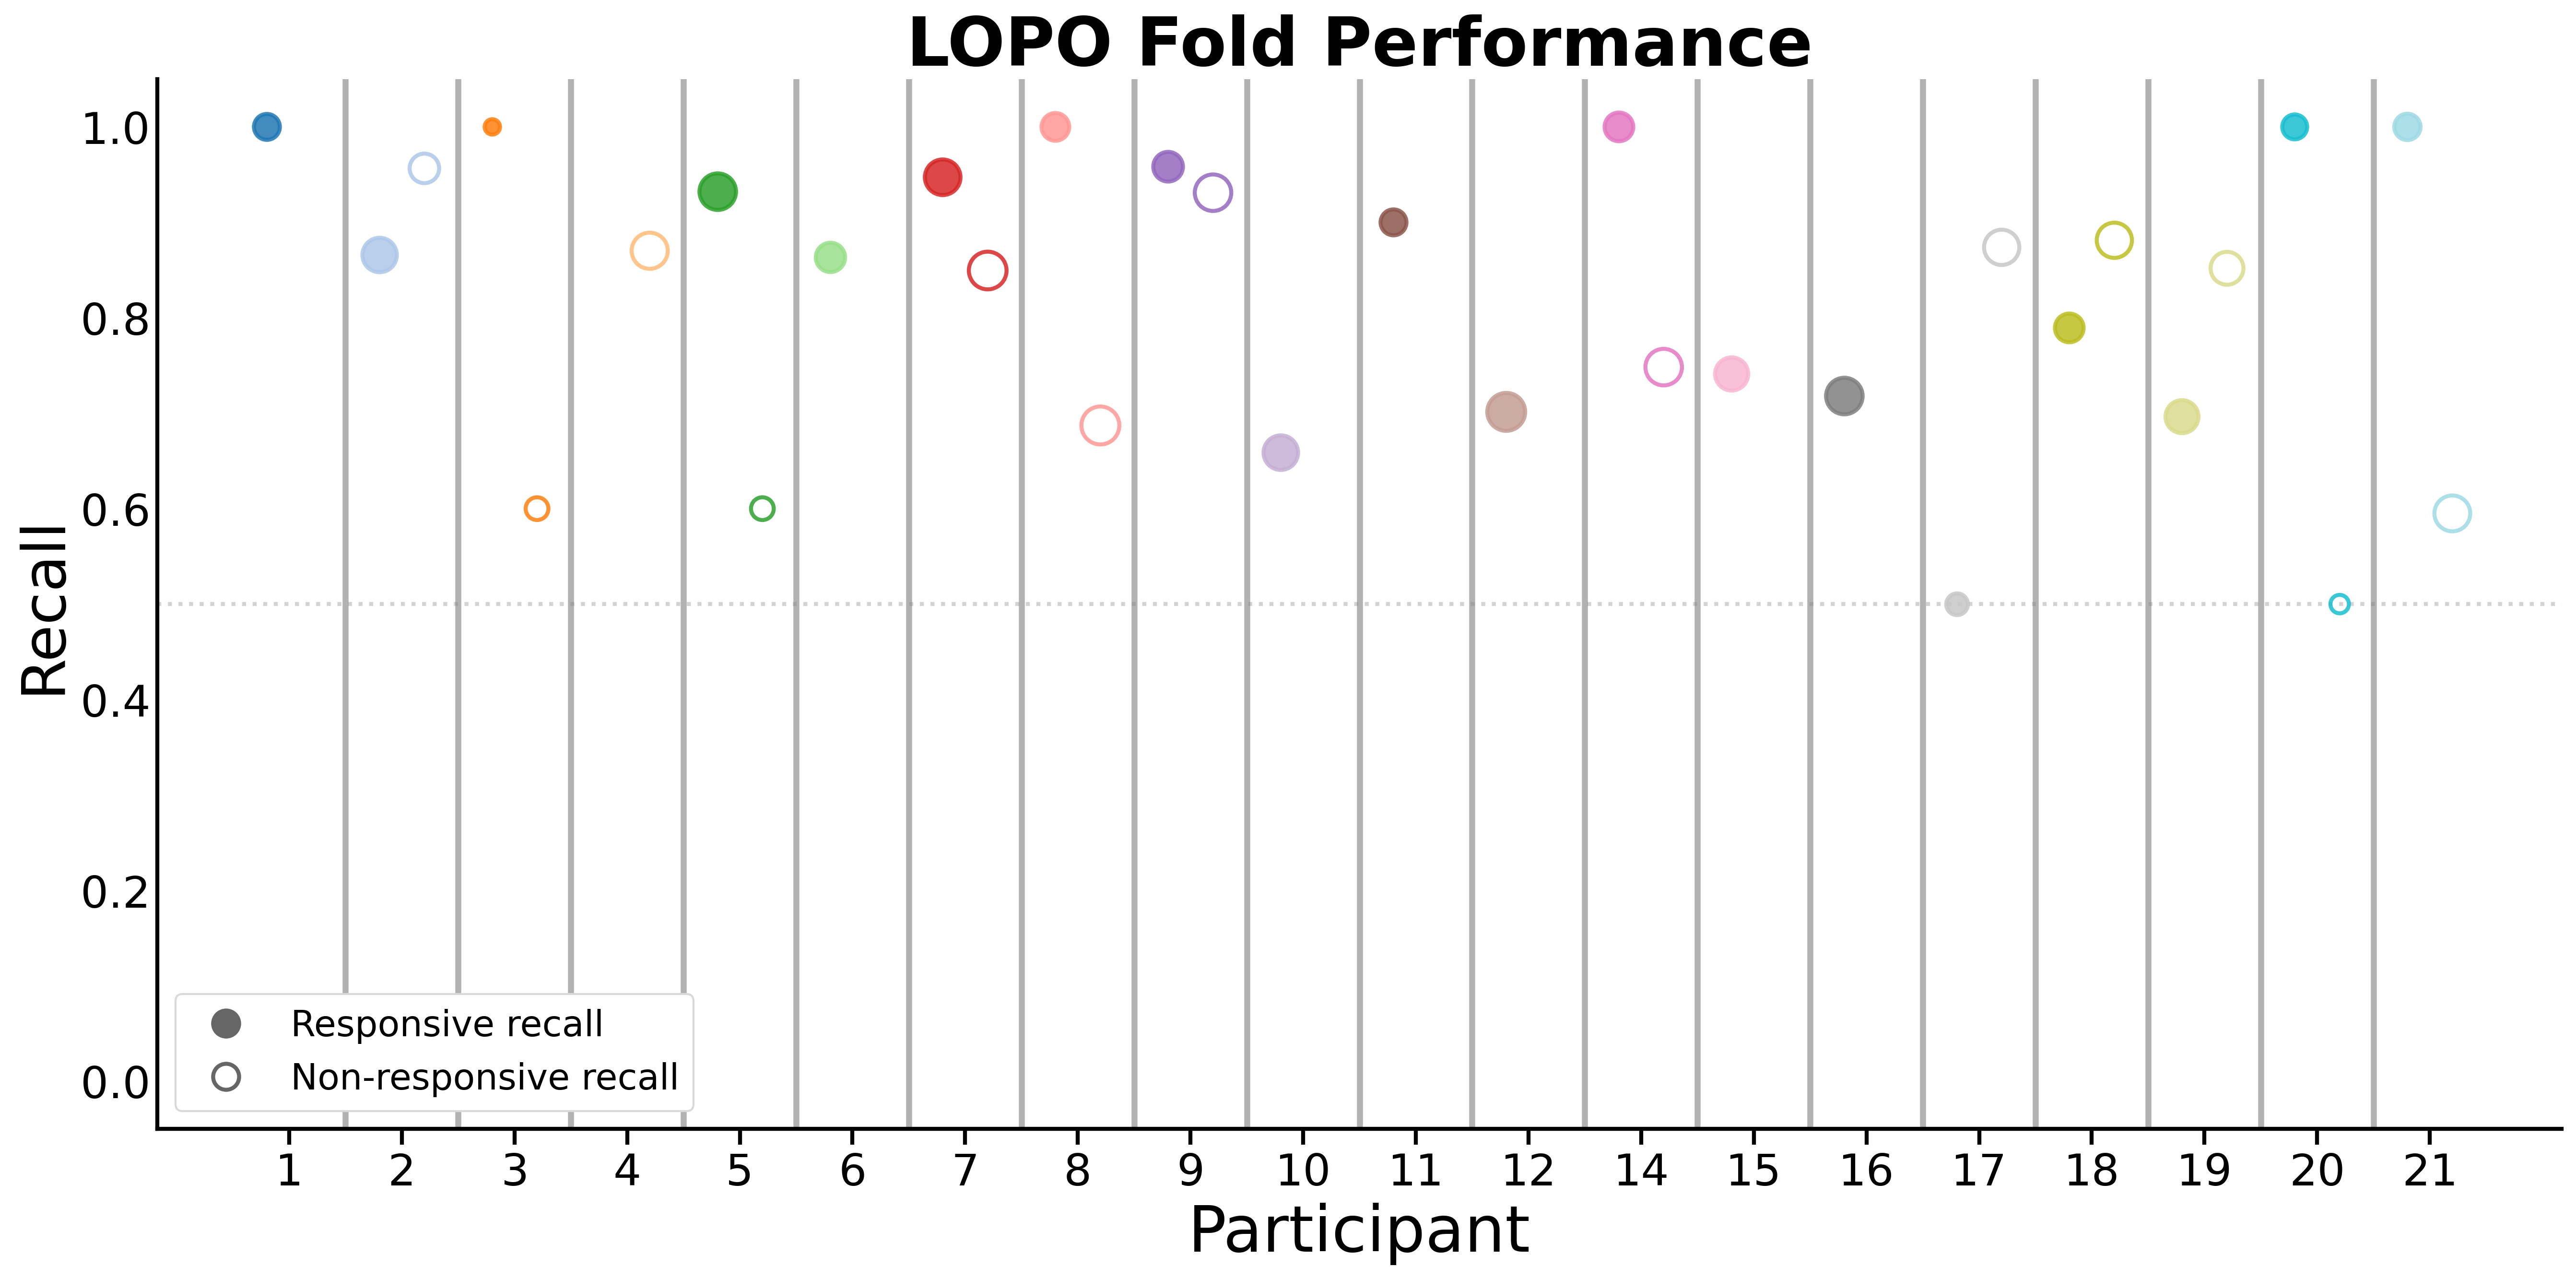 LOPO Fold Performance
Recall
1.0
0.8
0.6
0.4
0.2
0.0
Responsive recall
Non-responsive recall
1 2 3 4 5 6 7 8 9 10 11 12 14 15 16 17 18 19 20 21
Participant